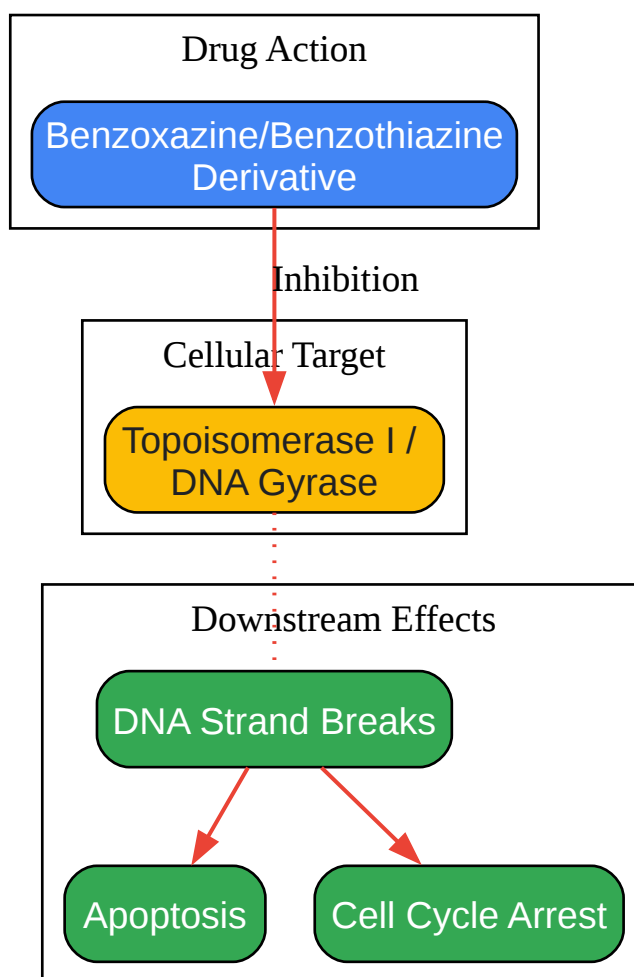 Drug Action
Benzoxazine/Benzothiazine
Derivative
Inhibition
Cellular Target
Topoisomerase I /
DNA Gyrase
Downstream Effects
DNA Strand Breaks
Apoptosis
Cell Cycle Arrest